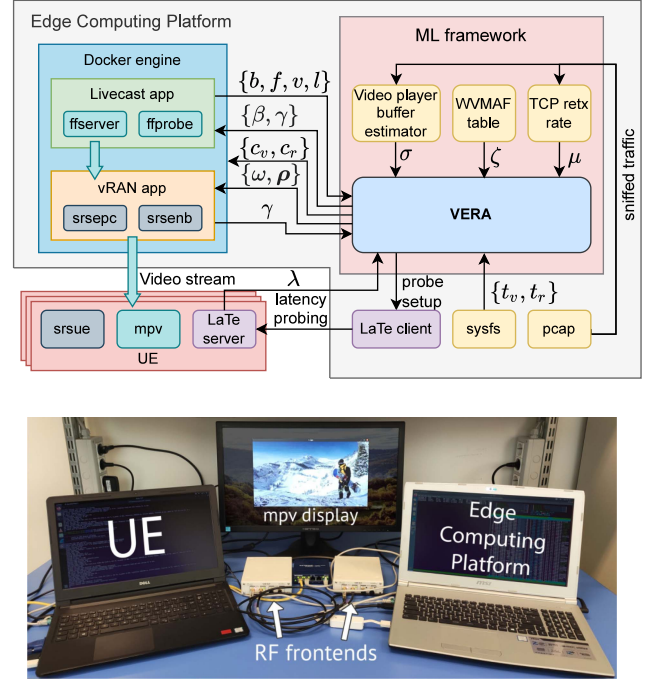 Edge Computing Platform
ML framework
Docker engine
Livecast app
ffserver
ffprobe
{b, f, v, l}
{β, γ}
{c_v, c_r}
{ω, ρ}
γ
vRAN app
srsepc
srsenb
Video player
buffer
estimator
WVMAF
table
TCP retx
rate
σ
ζ
μ
sniffed traffic
VERA
Video stream
λ
latency
probing
probe
setup
{t_v, t_r}
srsue
mpv
LaTe
server
UE
LaTe client
sysfs
pcap
UE
mpv display
Edge
Computing
Platform
RF frontends
DELL